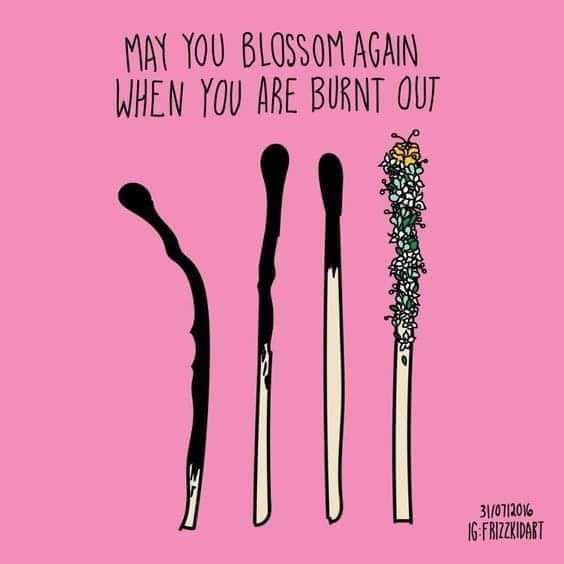 MAY YOU BLOSSOM AGAIN
WHEN YOU ARE BURNT OUT
31/07/2016
IG:FRIZZKIDART